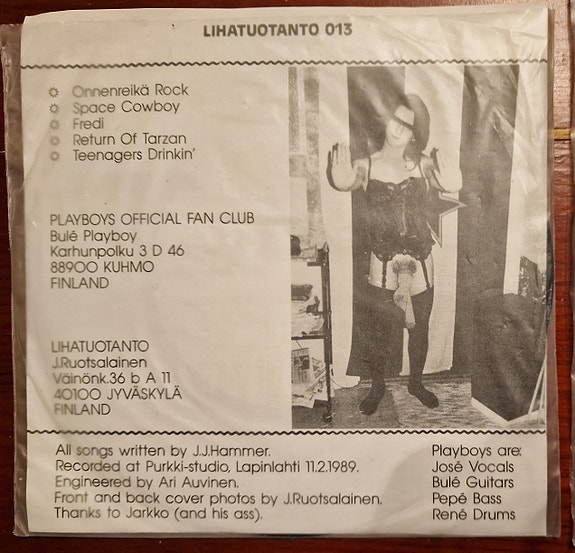 LIHATUOTANTO 013
Onnenreikä Rock
Space Cowboy
Fredi
Return Of Tarzan
Teenagers Drinkin'
PLAYBOYS OFFICIAL FAN CLUB
Bulé Playboy
Karhunpolku 3 D 46
88900 KUHMO
FINLAND
LIHATUOTANTO
J.Ruotsalainen
Väinönk.36 b A 11
40100 JYVÄSKYLÄ
FINLAND
All songs written by J.J.Hammer.
Recorded at Purkki-studio, Lapinlahti 11.2.1989.
Engineered by Ari Auvinen.
Front and back cover photos by J.Ruotsalainen.
Thanks to Jarkko (and his ass).
Playboys are:
José Vocals
Bulé Guitars
Pepé Bass
René Drums